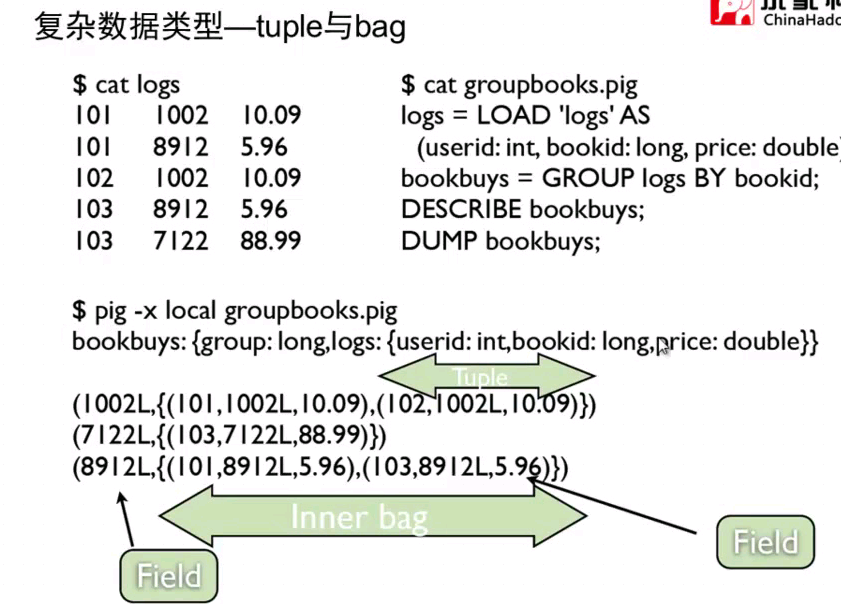 复杂数据类型—tuple与bag
ChinaHado
$ cat logs
101 1002 10.09
101 8912 5.96
102 1002 10.09
103 8912 5.96
103 7122 88.99
$ cat groupbooks.pig
logs = LOAD 'logs' AS
(userid: int, bookid: long, price: double)
bookbuys = GROUP logs BY bookid;
DESCRIBE bookbuys;
DUMP bookbuys;
$ pig -x local groupbooks.pig
bookbuys: {group: long,logs: {userid: int,bookid: long,price: double}}
Tuple
(1002L,{(101,1002L,10.09),(102,1002L,10.09)})
(7122L,{(103,7122L,88.99)})
(8912L,{(101,8912L,5.96),(103,8912L,5.96)})
Inner bag
Field
Field